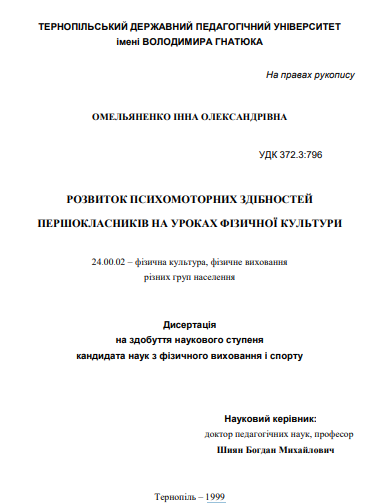 ТЕРНОПІЛЬСЬКИЙ ДЕРЖАВНИЙ ПЕДАГОГІЧНИЙ УНІВЕРСИТЕТ
імені ВОЛОДИМИРА ГНАТЮКА
На правах рукопису
ОМЕЛЬЯНЕНКО ІННА ОЛЕКСАНДРІВНА
УДК 372.3:796
РОЗВИТОК ПСИХОМОТОРНИХ ЗДІБНОСТЕЙ
ПЕРШОКЛАСНИКІВ НА УРОКАХ ФІЗИЧНОЇ КУЛЬТУРИ
24.00.02 – фізична культура, фізичне виховання
різних груп населення
Дисертація
на здобуття наукового ступеня
кандидата наук з фізичного виховання і спорту
Науковий керівник:
доктор педагогічних наук, професор
Шиян Богдан Михайлович
Тернопіль – 1999